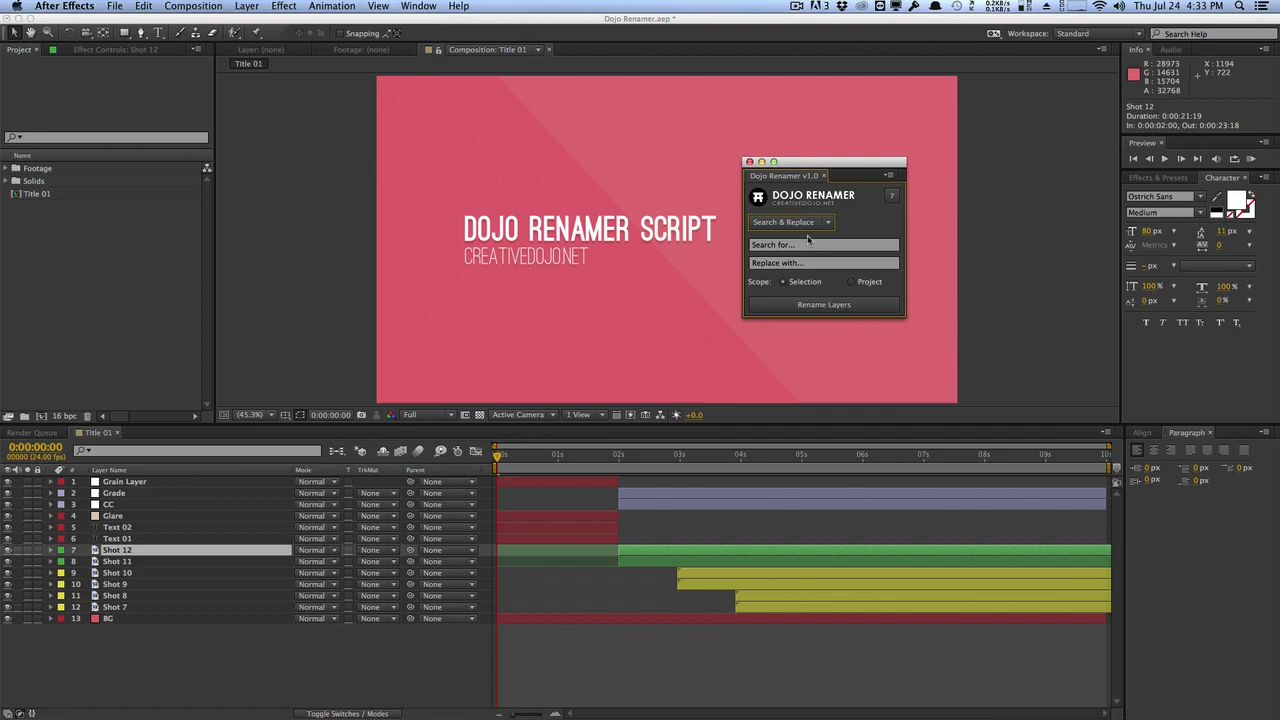 After Effects File Edit Composition Layer Effect Animation View Window Help 3 0.2KB/s 0.1KB/s Thu Jul 24 4:33 PM
Dojo Renamer.aep *
Snapping Workspace: Standard Search Help
Project Effect Controls: Shot 12 Layer: (none) Footage: (none) Composition: Title 01 Info Audio
Title 01
R : 28973 X : 1194
G : 14631 Y : 722
B : 15704
A : 32768
Shot 12
Duration: 0:00:21:19
In: 0:00:02:00, Out: 0:00:23:18
Preview
Name
Footage
Solids
Title 01
Effects & Presets Character
Ostrich Sans
Medium
80 px 11 px
Metrics 0
- px
100% 100%
0 px 0%
T T TT Tt T' T,
DOJO RENAMER SCRIPT
CREATIVEDOJO.NET
Dojo Renamer v1.0
DOJO RENAMER
CREATIVEDOJO.NET
?
Search & Replace
Search for...
Replace with...
Scope: Selection Project
Rename Layers
16 bpc (45.3%) 0:00:00:00 Full Active Camera 1 View +0.0
Render Queue Title 01 Align Paragraph
0:00:00:00
00000 (24.00 fps)
02s 03s 04s 05s 06s 07s 08s 09s 10s
# Layer Name Mode T TrkMat Parent
1 Grain Layer Normal None
2 Grade Normal None None
3 CC Normal None None
4 Glare Normal None None
5 Text 02 Normal None None
6 Text 01 Normal None None
7 Shot 12 Normal None None
8 Shot 11 Normal None None
9 Shot 10 Normal None None
10 Shot 9 Normal None None
11 Shot 8 Normal None None
12 Shot 7 Normal None None
13 BG Normal None None
0 px 0 px 0 px
0 px 0 px
Toggle Switches / Modes